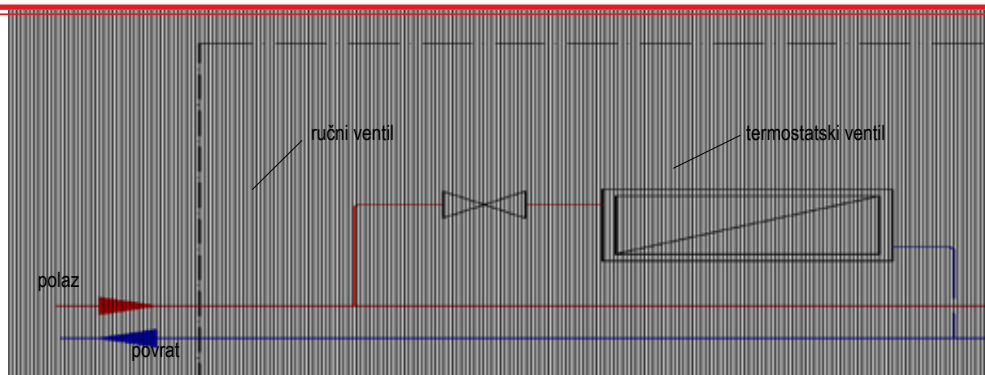 ručni ventil
termostatski ventil
polaz
povrat